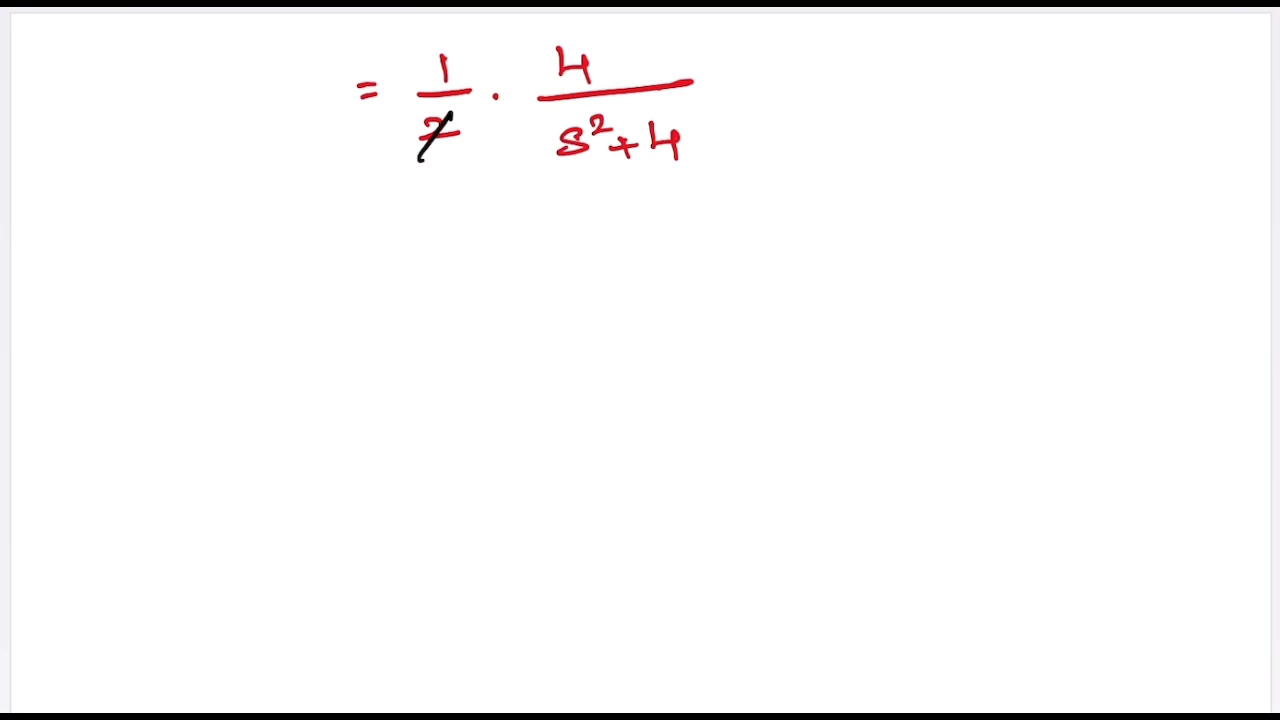 = 1/2 · 4/(s²+4)